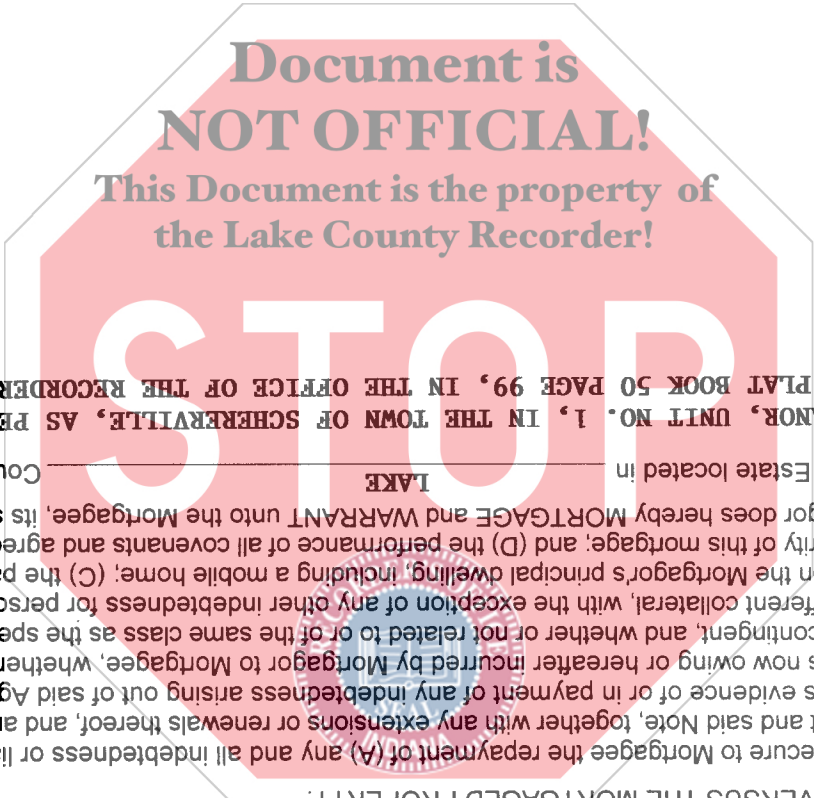 Document is
NOT OFFICIAL!
This Document is the property of
the Lake County Recorder!
STOP
ecure to Mortgagee the repayment of (A) any and all indebtedness or li
t and said Note, together with any extensions or renewals thereof, and
s evidence of or in payment of any indebtedness arising out of said Ag
s now owing or hereafter incurred by Mortgagor to Mortgagee, whether
contingent, and whether or not related to or of the same class as the spe
fferent collateral, with the exception of any other indebtedness for perso
n the Mortgagor's principal dwelling, including a mobile home; (C) the pa
rity of this mortgage; and (D) the performance of all covenants and agree
gor does hereby MORTGAGE and WARRANT unto the Mortgagee, its s
Estate located in LAKE Cou
NOR, UNIT NO. 1, IN THE TOWN OF SCHERERVILLE, AS PE
PLAT BOOK 50 PAGE 99, IN THE OFFICE OF THE RECORDER
SEAL
INDIANA